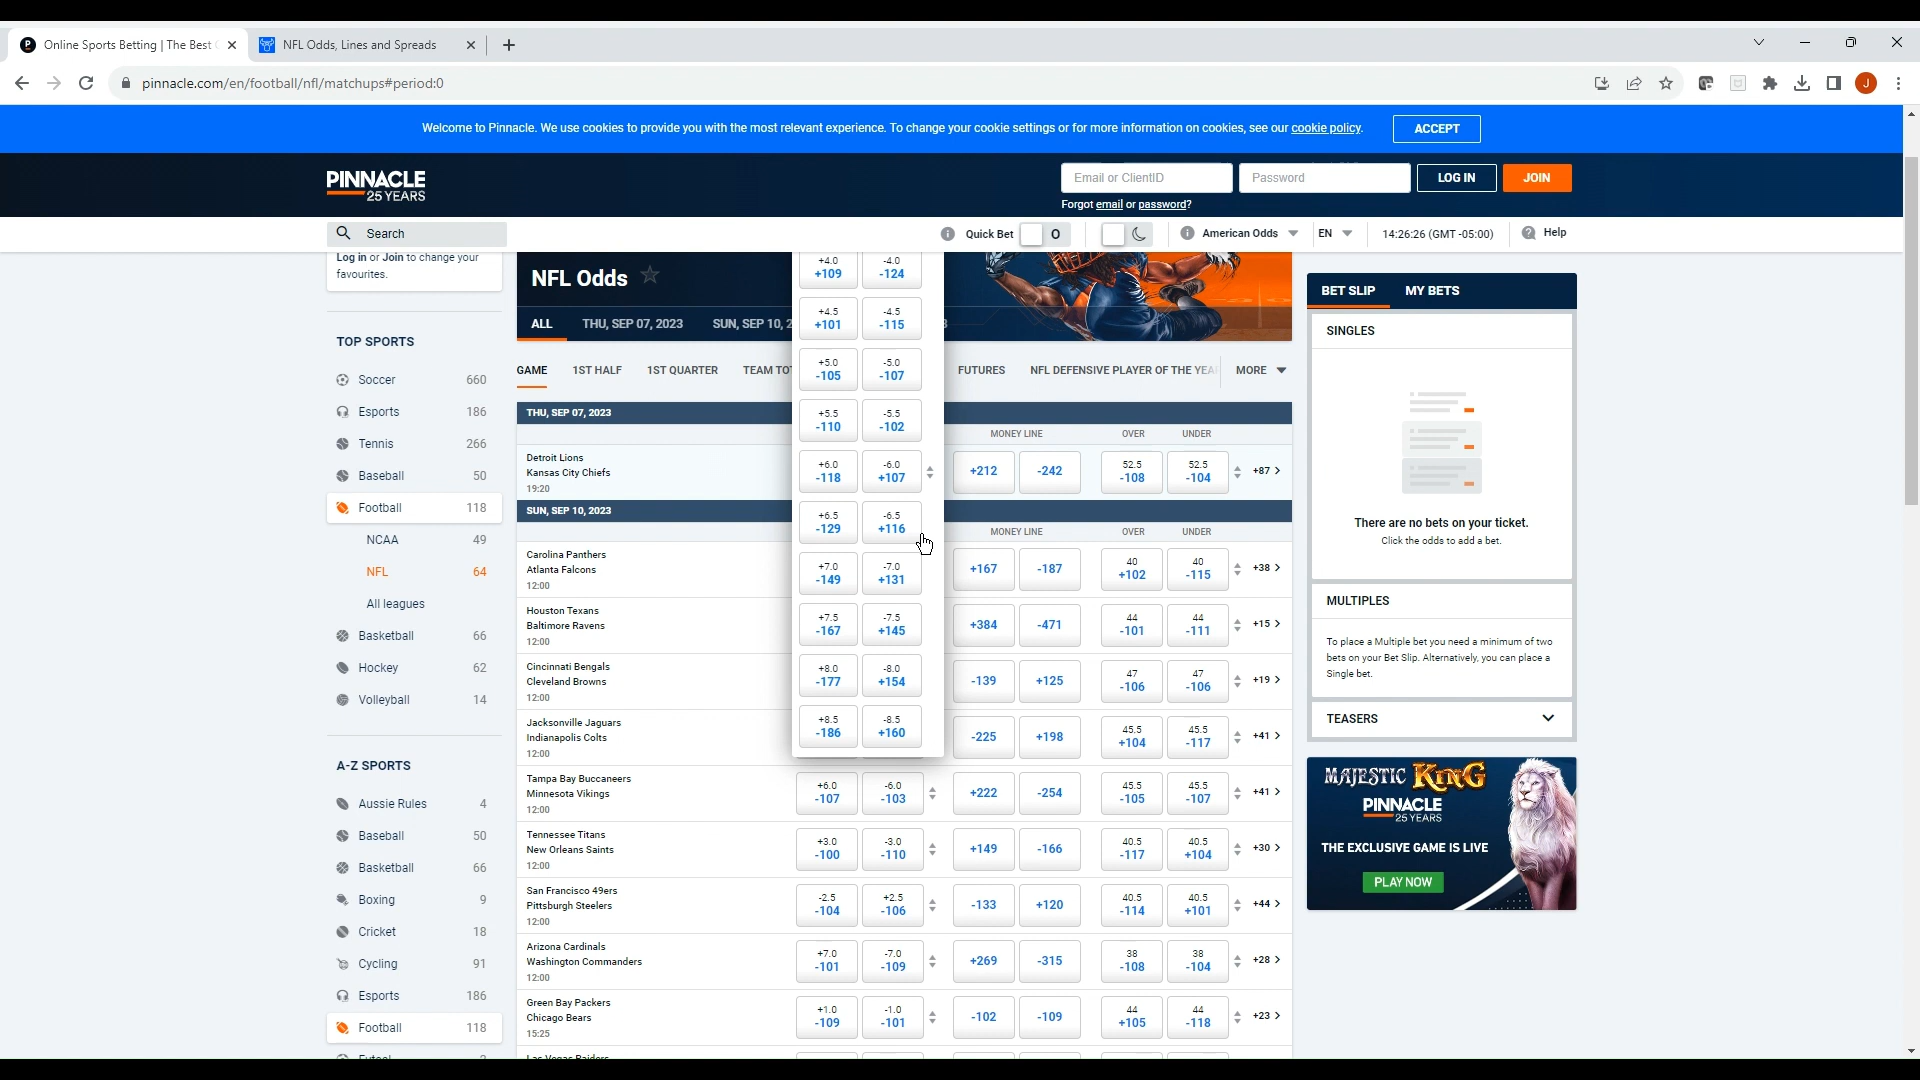 Online Sports Betting | The Best
NFL Odds, Lines and Spreads
pinnacle.com/en/football/nfl/matchups#period:0
J
Welcome to Pinnacle. We use cookies to provide you with the most relevant experience. To change your cookie settings or for more information on cookies, see our cookie policy.
ACCEPT
PINNACLE
25 YEARS
Email or ClientID
Password
LOG IN
JOIN
Forgot email or password?
Search
Quick Bet
O
American Odds
EN
14:26:26 (GMT -05:00)
Help
Log in or Join to change your
favourites.
TOP SPORTS
Soccer 660
Esports 186
Tennis 266
Baseball 50
Football 118
NCAA 49
NFL 64
All leagues
Basketball 66
Hockey 62
Volleyball 14
A-Z SPORTS
Aussie Rules 4
Baseball 50
Basketball 66
Boxing 9
Cricket 18
Cycling 91
Esports 186
Football 118
NFL Odds
ALL THU, SEP 07, 2023 SUN, SEP 10, 2
GAME 1ST HALF 1ST QUARTER TEAM TO FUTURES NFL DEFENSIVE PLAYER OF THE YEA MORE
+4.0 -4.0
+109 -124
+4.5 -4.5
+101 -115
+5.0 -5.0
-105 -107
+5.5 -5.5
-110 -102
+6.0 -6.0
-118 +107
+6.5 -6.5
-129 +116
+7.0 -7.0
-149 +131
+7.5 -7.5
-167 +145
+8.0 -8.0
-177 +154
+8.5 -8.5
-186 +160
THU, SEP 07, 2023
MONEY LINE OVER UNDER
Detroit Lions 52.5 52.5
Kansas City Chiefs +212 -242 -108 -104 +87 >
19:20
SUN, SEP 10, 2023
MONEY LINE OVER UNDER
Carolina Panthers 40 40
Atlanta Falcons +167 -187 +102 -115 +38 >
12:00
Houston Texans 44 44
Baltimore Ravens +384 -471 -101 -111 +15 >
12:00
Cincinnati Bengals 47 47
Cleveland Browns -139 +125 -106 -106 +19 >
12:00
Jacksonville Jaguars 45.5 45.5
Indianapolis Colts -225 +198 +104 -117 +41 >
12:00
Tampa Bay Buccaneers +6.0 -6.0 45.5 45.5
Minnesota Vikings -107 -103 +222 -254 -105 -107 +41 >
12:00
Tennessee Titans +3.0 -3.0 40.5 40.5
New Orleans Saints -100 -110 +149 -166 -117 +104 +30 >
12:00
San Francisco 49ers -2.5 +2.5 40.5 40.5
Pittsburgh Steelers -104 -106 -133 +120 -114 +101 +44 >
12:00
Arizona Cardinals +7.0 -7.0 38 38
Washington Commanders -101 -109 +269 -315 -108 -104 +28 >
12:00
Green Bay Packers +1.0 -1.0 44 44
Chicago Bears -109 -101 -102 -109 +105 -118 +23 >
15:25
Las Vegas Raiders
BET SLIP MY BETS
SINGLES
There are no bets on your ticket.
Click the odds to add a bet.
MULTIPLES
To place a Multiple bet you need a minimum of two
bets on your Bet Slip. Alternatively, you can place a
Single bet.
TEASERS
MAJESTIC KING
PINNACLE
25 YEARS
THE EXCLUSIVE GAME IS LIVE
PLAY NOW